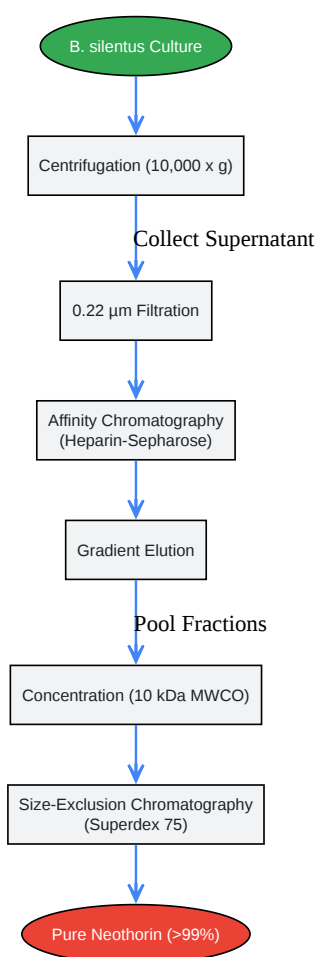 B. silentus Culture
Centrifugation (10,000 x g)
Collect Supernatant
0.22 µm Filtration
Affinity Chromatography
(Heparin-Sepharose)
Gradient Elution
Pool Fractions
Concentration (10 kDa MWCO)
Size-Exclusion Chromatography
(Superdex 75)
Pure Neothorin (>99%)